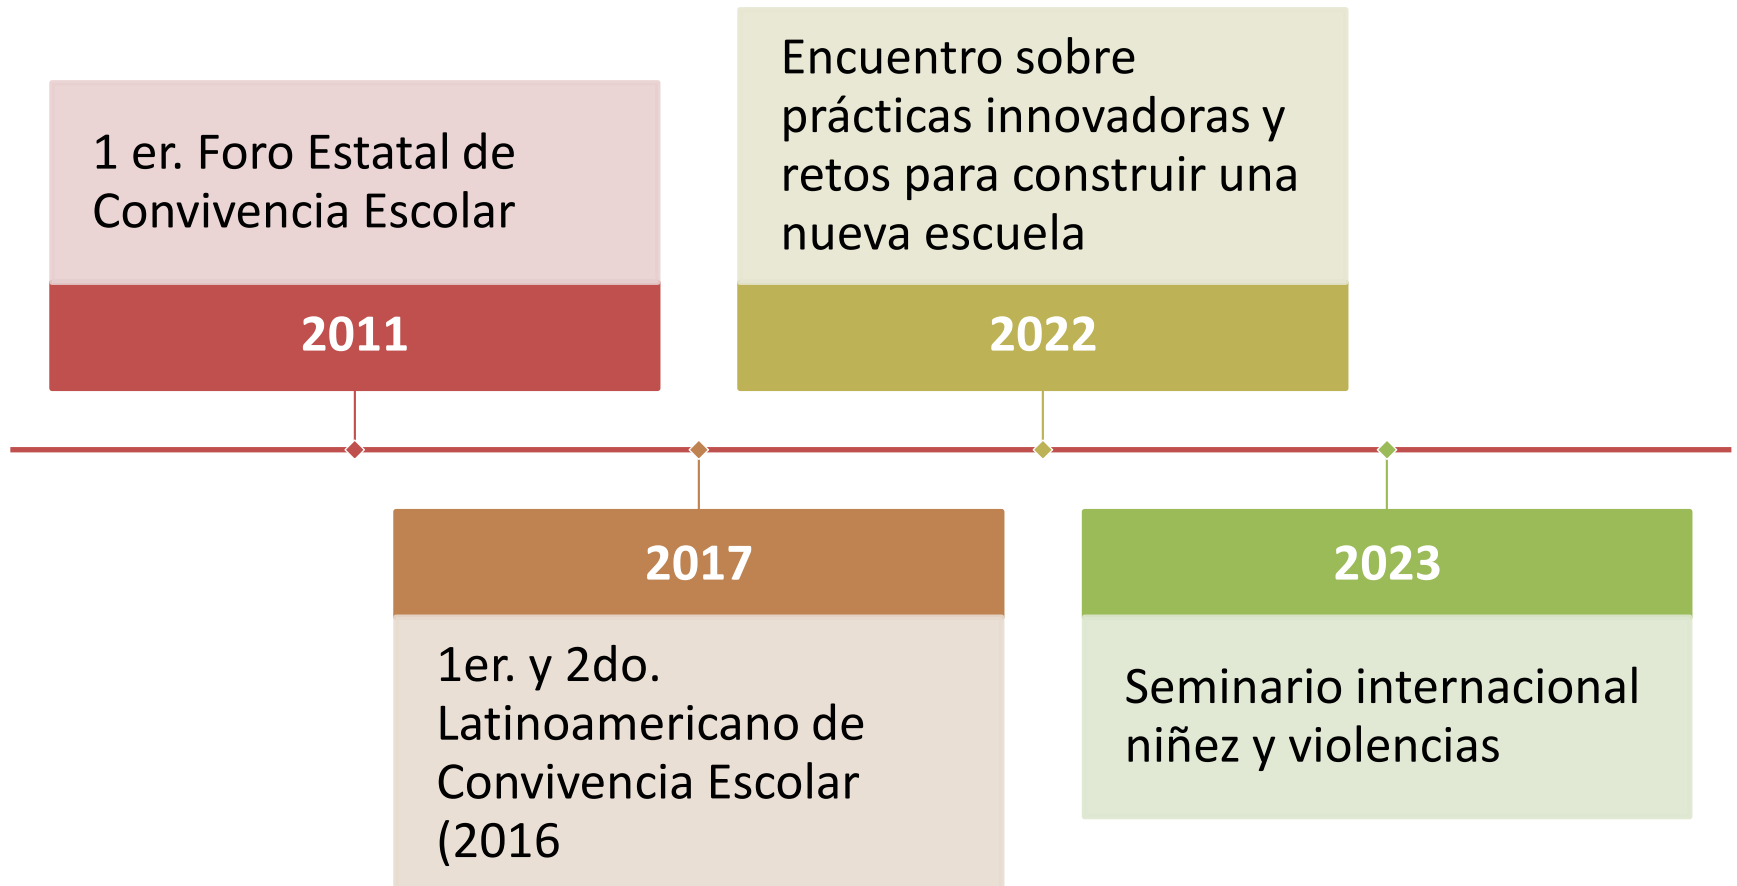 1 er. Foro Estatal de
Convivencia Escolar
2011
1er. y 2do.
Latinoamericano de
Convivencia Escolar
(2016
2017
Encuentro sobre
prácticas innovadoras y
retos para construir una
nueva escuela
2022
2023
Seminario internacional
niñez y violencias